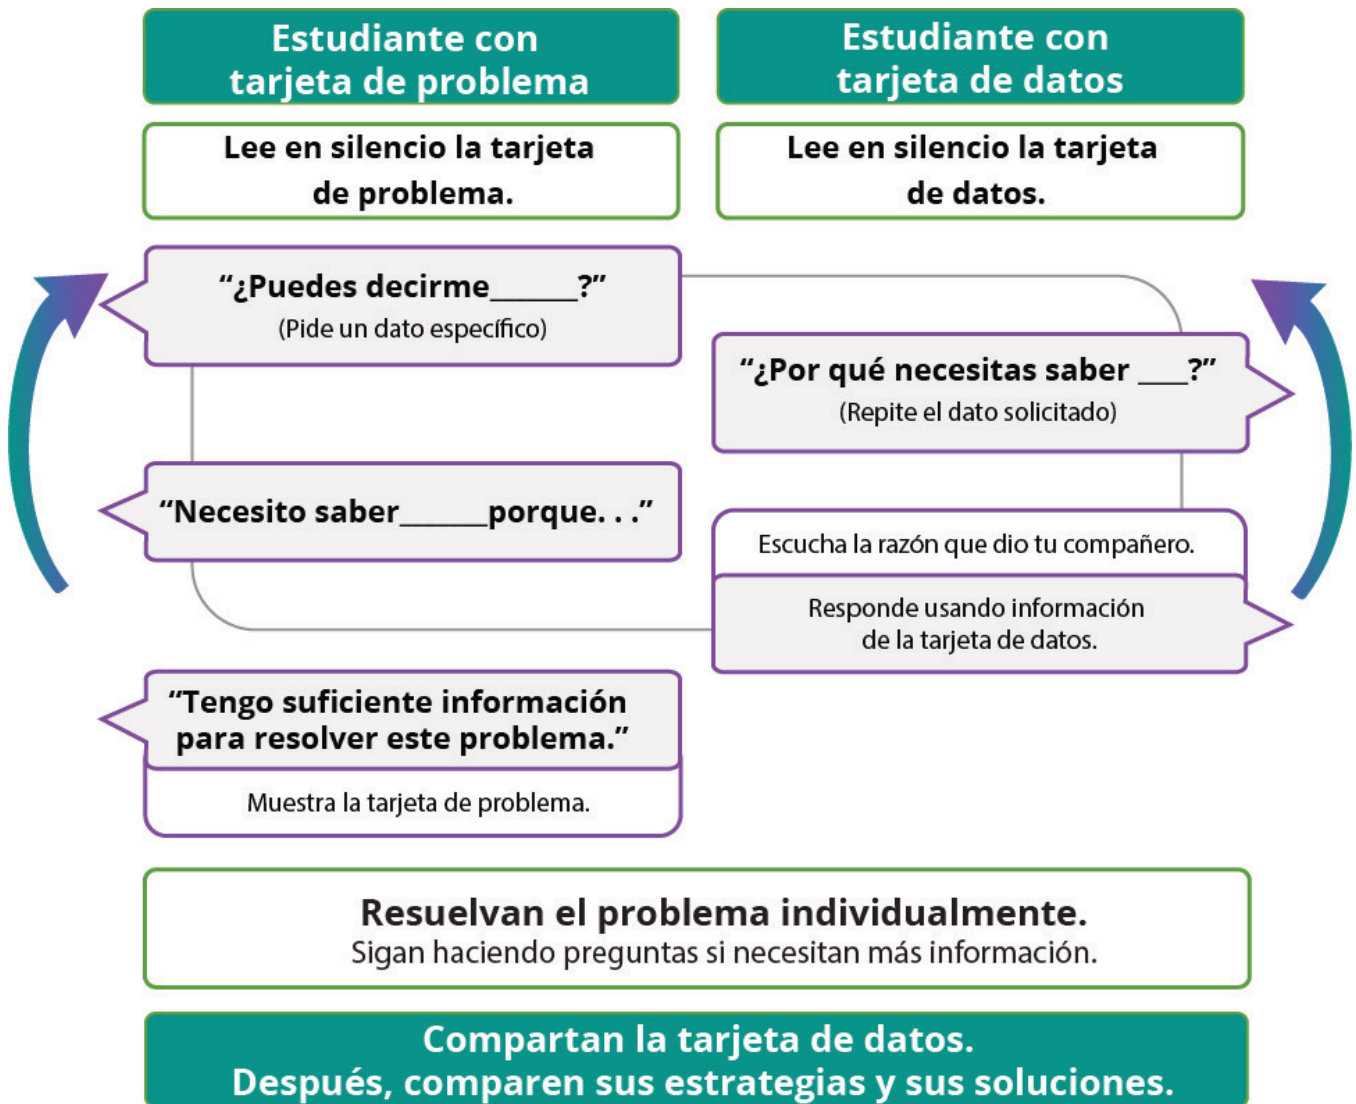 Estudiante con
tarjeta de problema
Estudiante con
tarjeta de datos
Lee en silencio la tarjeta
de problema.
Lee en silencio la tarjeta
de datos.
“¿Puedes decirme______?”
(Pide un dato específico)
“¿Por qué necesitas saber ___?”
(Repite el dato solicitado)
“Necesito saber______porque. . .”
Escucha la razón que dio tu compañero.
Responde usando información
de la tarjeta de datos.
“Tengo suficiente información
para resolver este problema.”
Muestra la tarjeta de problema.
Resuelvan el problema individualmente.
Sigan haciendo preguntas si necesitan más información.
Compartan la tarjeta de datos.
Después, comparen sus estrategias y sus soluciones.